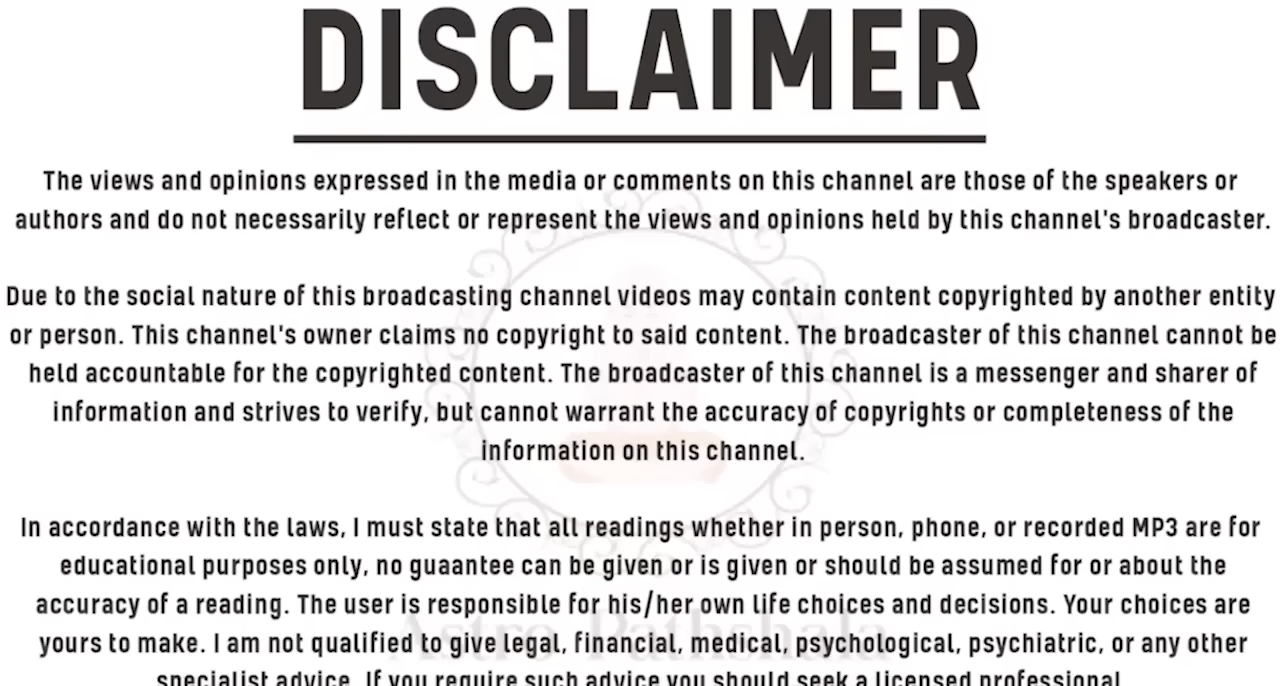 DISCLAIMER
The views and opinions expressed in the media or comments on this channel are those of the speakers or
authors and do not necessarily reflect or represent the views and opinions held by this channel's broadcaster.
Due to the social nature of this broadcasting channel videos may contain content copyrighted by another entity
or person. This channel's owner claims no copyright to said content. The broadcaster of this channel cannot be
held accountable for the copyrighted content. The broadcaster of this channel is a messenger and sharer of
information and strives to verify, but cannot warrant the accuracy of copyrights or completeness of the
information on this channel.
In accordance with the laws, I must state that all readings whether in person, phone, or recorded MP3 are for
educational purposes only, no guaantee can be given or is given or should be assumed for or about the
accuracy of a reading. The user is responsible for his/her own life choices and decisions. Your choices are
yours to make. I am not qualified to give legal, financial, medical, psychological, psychiatric, or any other
Astro Pathshala
specialist advice. If you require such advice you should seek a licensed professional.